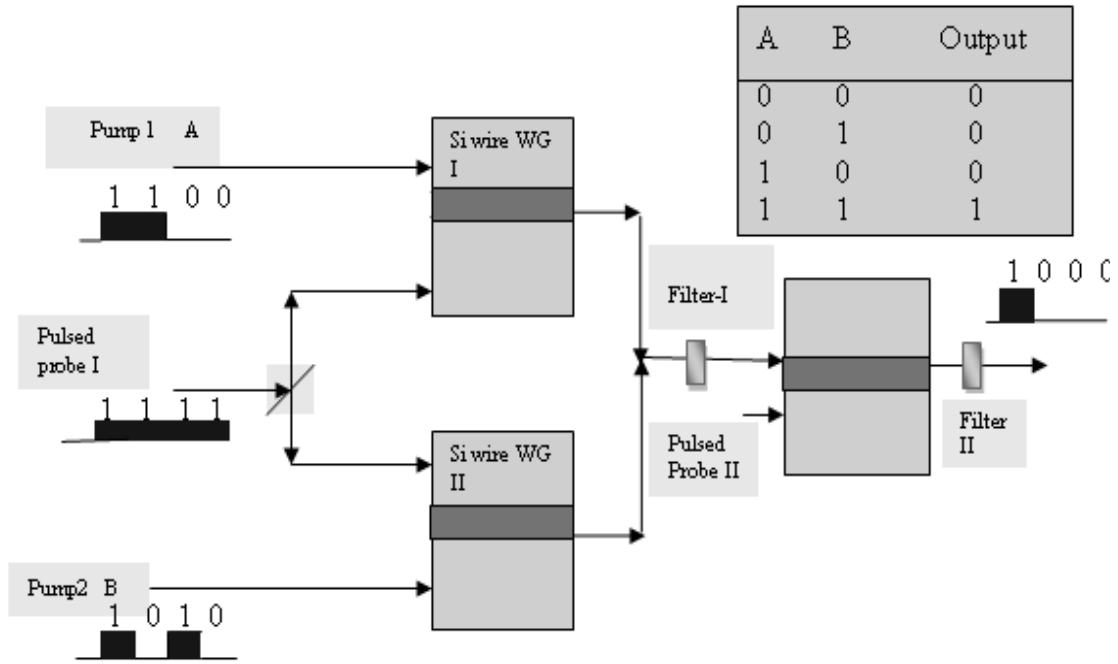 A B Output
0 0 0
0 1 0
1 0 0
1 1 1
Pump 1 A
1 1 0 0
Si wire WG
I
Pulsed
probe I
1 1 1 1
Filter-I
1 0 0 0
Si wire WG
II
Pulsed
Probe II
Filter
II
Pump2 B
1 0 1 0